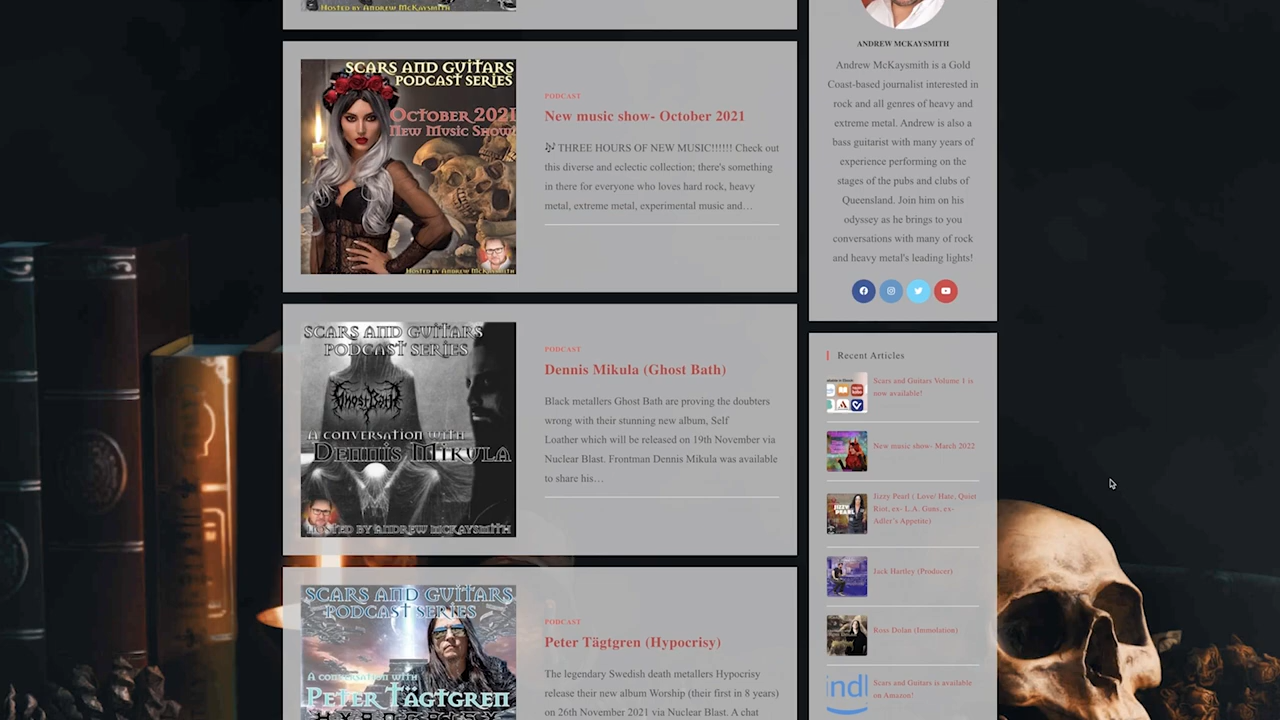 Hosted by Andrew McKaysmith
SCARS AND GUITARS
PODCAST SERIES
October 2021
New Music Show
Hosted by Andrew McKaysmith
PODCAST
New music show- October 2021
🎶 THREE HOURS OF NEW MUSIC!!!!!! Check out
this diverse and eclectic collection; there's something
in there for everyone who loves hard rock, heavy
metal, extreme metal, experimental music and…
SCARS AND GUITARS
PODCAST SERIES
GHOST BATH
A CONVERSATION WITH
DENNIS MIKULA
HOSTED BY ANDREW MCKAYSMITH
PODCAST
Dennis Mikula (Ghost Bath)
Black metallers Ghost Bath are proving the doubters
wrong with their stunning new album, Self
Loather which will be released on 19th November via
Nuclear Blast. Frontman Dennis Mikula was available
to share his…
SCARS AND GUITARS
PODCAST SERIES
A CONVERSATION WITH
PETER TÄGTGREN
HYPOCRISY
PODCAST
Peter Tägtgren (Hypocrisy)
The legendary Swedish death metallers Hypocrisy
release their new album Worship (their first in 8 years)
on 26th November 2021 via Nuclear Blast. A chat
ANDREW MCKAYSMITH
Andrew McKaysmith is a Gold
Coast-based journalist interested in
rock and all genres of heavy and
extreme metal. Andrew is also a
bass guitarist with many years of
experience performing on the
stages of the pubs and clubs of
Queensland. Join him on his
odyssey as he brings to you
conversations with many of rock
and heavy metal's leading lights!
Recent Articles
Scars and Guitars Volume 1 is
now available!
New music show- March 2022
Jizzy Pearl ( Love/ Hate, Quiet
Riot, ex- L.A. Guns, ex-
Adler's Appetite)
JIZZY
PEARL
Jack Hartley (Producer)
Ross Dolan (Immolation)
Scars and Guitars is available
on Amazon!
indl